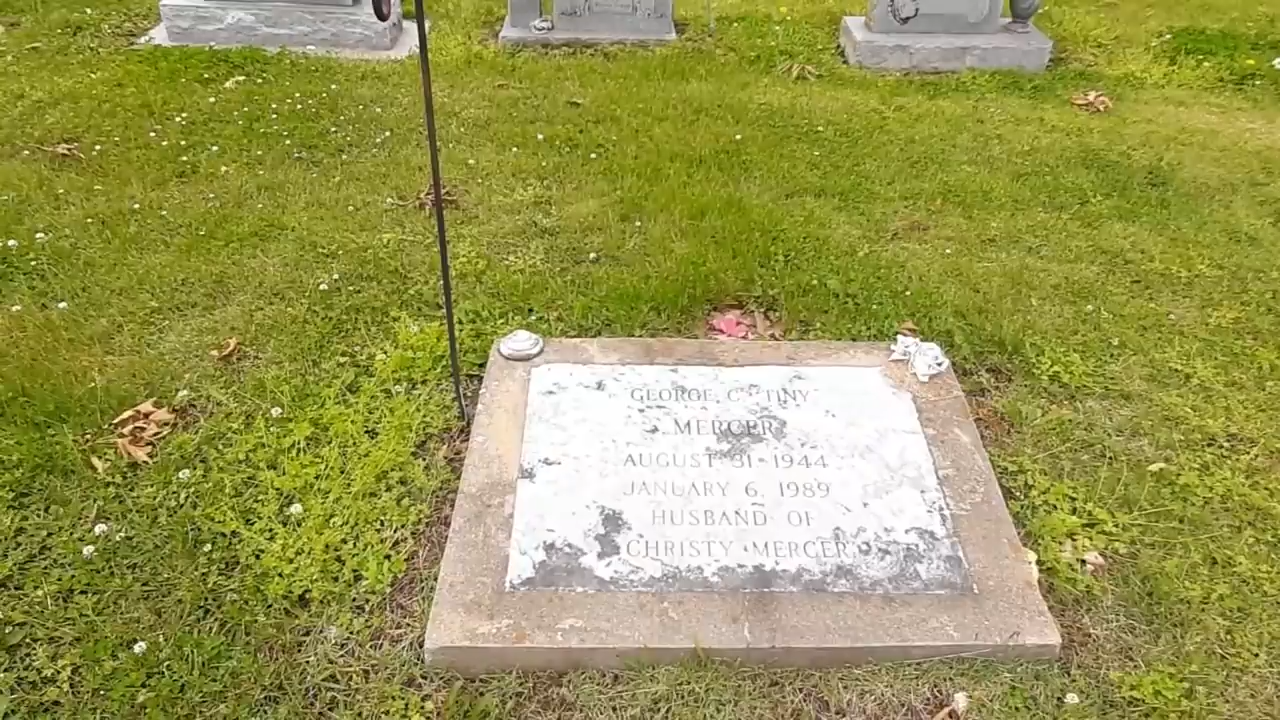 GEORGE C "TINY"
MERCER
AUGUST 31 1944
JANUARY 6, 1989
HUSBAND OF
CHRISTY MERCER